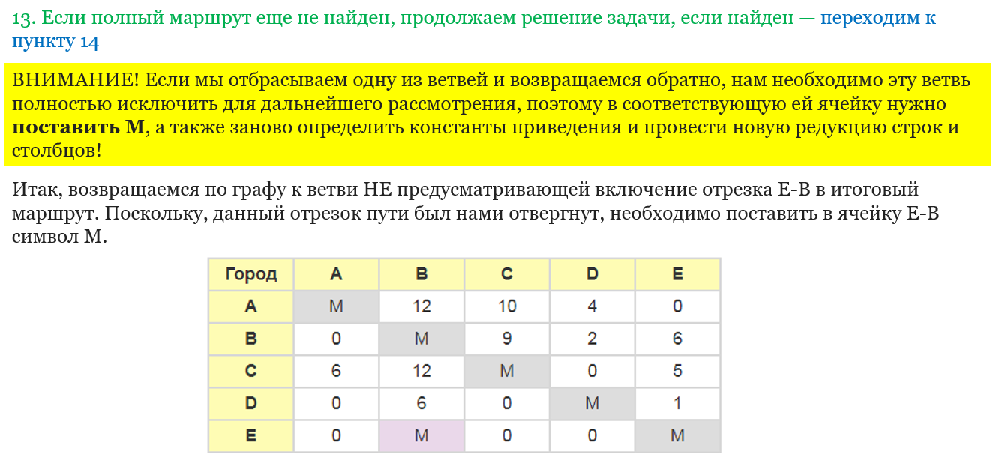 13. Если полный маршрут еще не найден, продолжаем решение задачи, если найден — переходим к
пункту 14
ВНИМАНИЕ! Если мы отбрасываем одну из ветвей и возвращаемся обратно, нам необходимо эту ветвь
полностью исключить для дальнейшего рассмотрения, поэтому в соответствующую ей ячейку нужно
поставить М, а также заново определить константы приведения и провести новую редукцию строк и
столбцов!
Итак, возвращаемся по графу к ветви НЕ предусматривающей включение отрезка E-B в итоговый
маршрут. Поскольку, данный отрезок пути был нами отвергнут, необходимо поставить в ячейку E-B
символ M.
Город A B C D E
A M 12 10 4 0
B 0 M 9 2 6
C 6 12 M 0 5
D 0 6 0 M 1
E 0 M 0 0 M